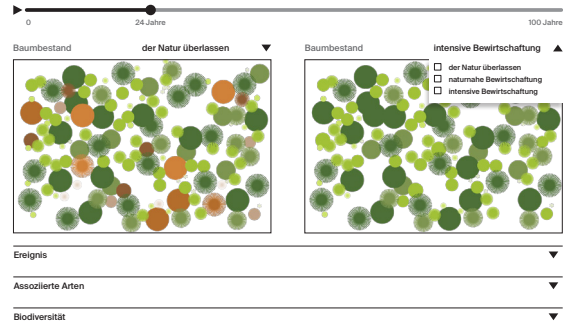 0 24 Jahre 100 Jahre
Baumbestand der Natur überlassen
Baumbestand intensive Bewirtschaftung
der Natur überlassen
naturnahe Bewirtschaftung
intensive Bewirtschaftung
Ereignis
Assoziierte Arten
Biodiversität